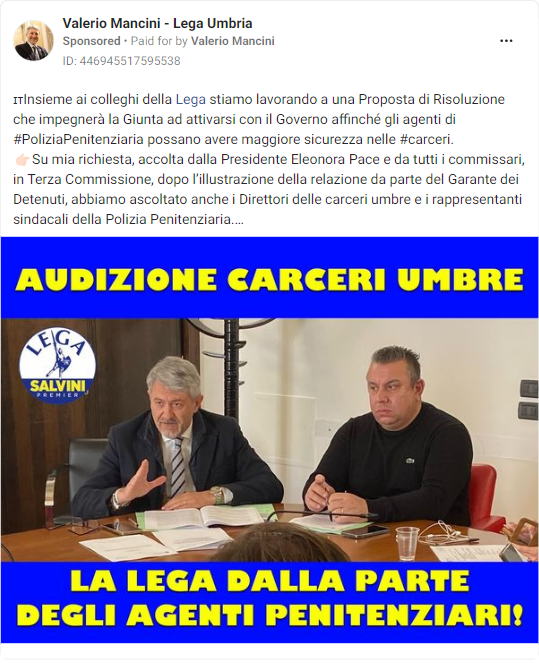 Valerio Mancini - Lega Umbria
Sponsored • Paid for by Valerio Mancini
ID: 446945517595538
ITInsieme ai colleghi della Lega stiamo lavorando a una Proposta di Risoluzione
che impegnerà la Giunta ad attivarsi con il Governo affinché gli agenti di
#PoliziaPenitenziaria possano avere maggiore sicurezza nelle #carceri.
👉🏻Su mia richiesta, accolta dalla Presidente Eleonora Pace e da tutti i commissari,
in Terza Commissione, dopo l’illustrazione della relazione da parte del Garante dei
Detenuti, abbiamo ascoltato anche i Direttori delle carceri umbre e i rappresentanti
sindacali della Polizia Penitenziaria....
AUDIZIONE CARCERI UMBRE
LEGA
SALVINI
PREMIER
LA LEGA DALLA PARTE
DEGLI AGENTI PENITENZIARI!